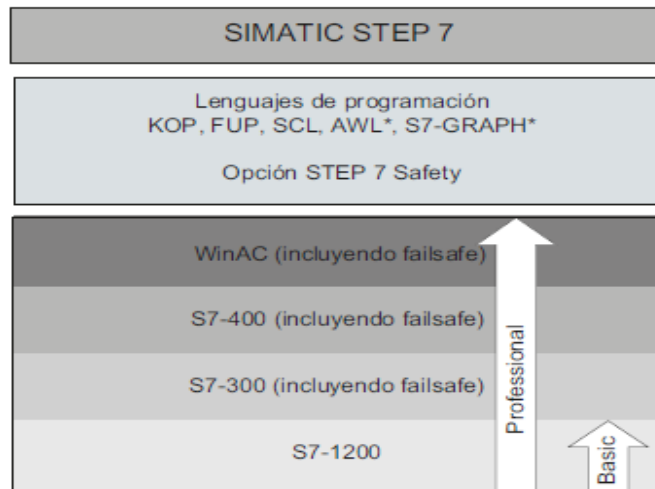 SIMATIC STEP 7
Lenguajes de programación
KOP, FUP, SCL, AWL*, S7-GRAPH*
Opción STEP 7 Safety
WinAC (incluyendo failsafe)
S7-400 (incluyendo failsafe)
S7-300 (incluyendo failsafe)
S7-1200
Professional
Basic